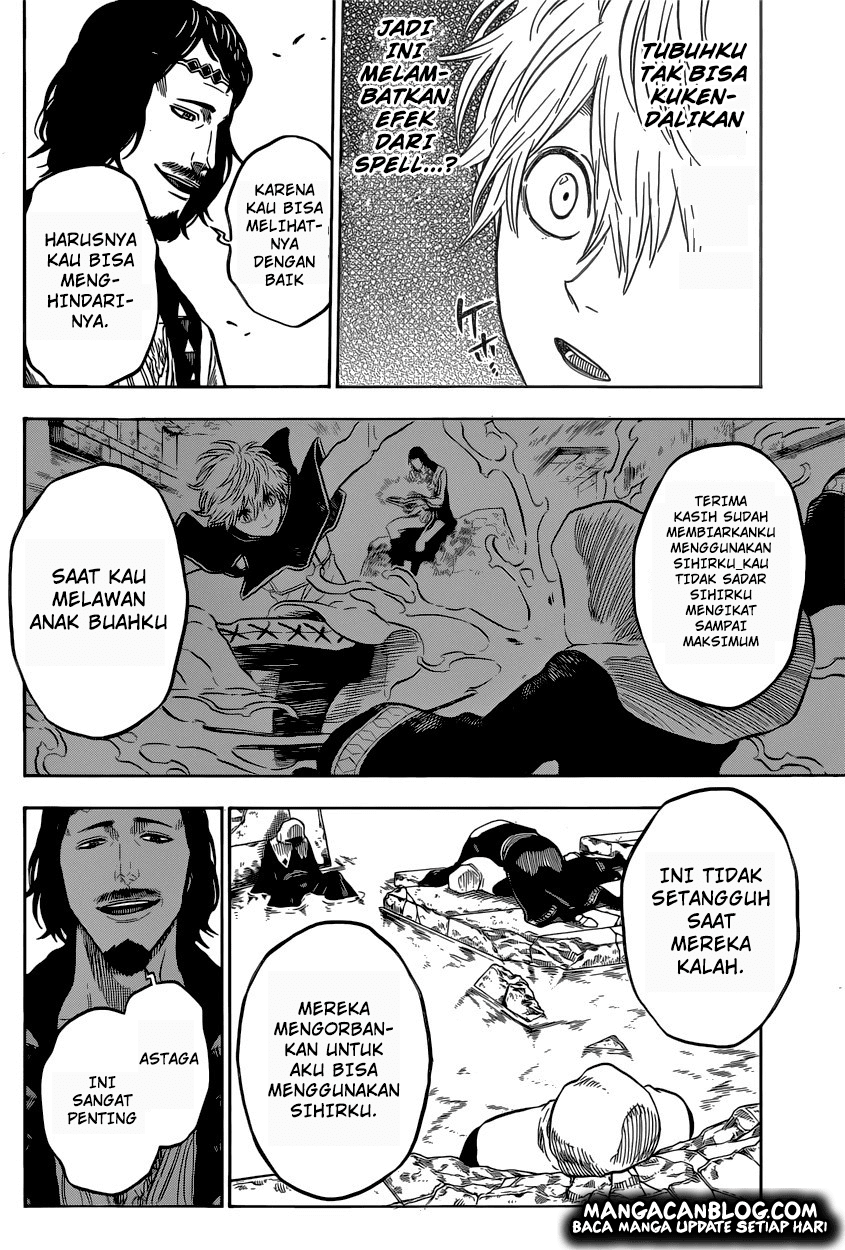 TUBUHKU
TAK BISA
KUKEN-
DALIKAN
JADI
INI
MELAM-
BATKAN
EFEK
DARI
SPELL...?
ケホッ
KARENA
KAU BISA
MELIHAT-
NYA
DENGAN
BAIK
HARUSNYA
KAU BISA
MENG-
HINDARI-
NYA.
TERIMA
KASIH SUDAH
MEMBIARKANKU
MENGGUNAKAN
SIHIRKU_KAU
TIDAK SADAR
SIHIRKU
MENGIKAT
SAMPAI
MAKSIMUM
SAAT KAU
MELAWAN
ANAK BUAHKU
INI TIDAK
SETANGGUH
SAAT
MEREKA
KALAH.
MEREKA
MENGORBAN-
KAN UNTUK
AKU BISA
MENGGUNAKAN
SIHIRKU.
ASTAGA
INI
SANGAT
PENTING
MANGACANBLOG.COM
BACA MANGA UPDATE SETIAP HARI